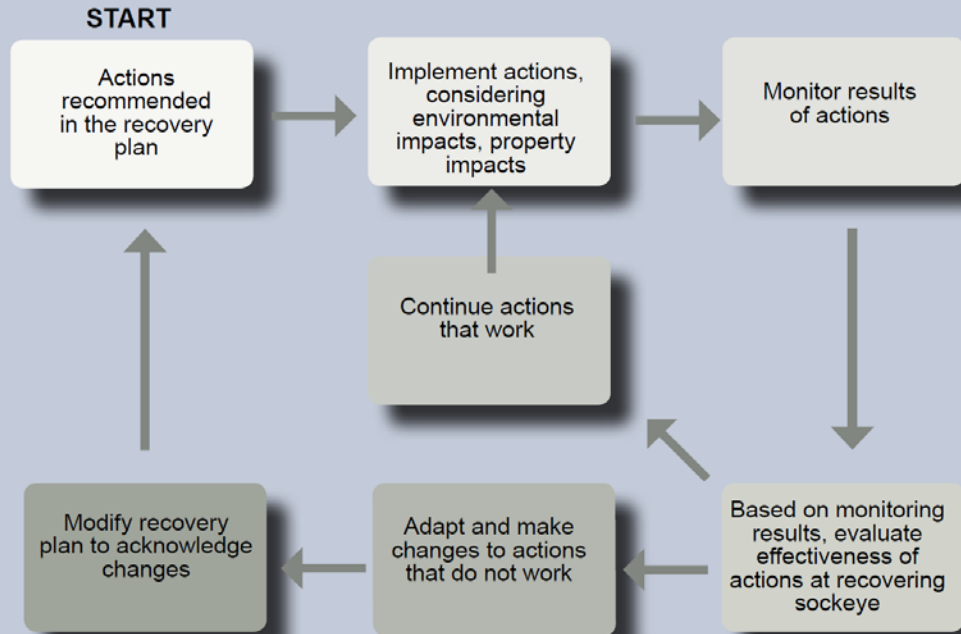 START
Actions
recommended
in the recovery
plan
Implement actions,
considering
environmental
impacts, property
impacts
Monitor results
of actions
Continue actions
that work
Modify recovery
plan to acknowledge
changes
Adapt and make
changes to actions
that do not work
Based on monitoring
results, evaluate
effectiveness of
actions at recovering
sockeye